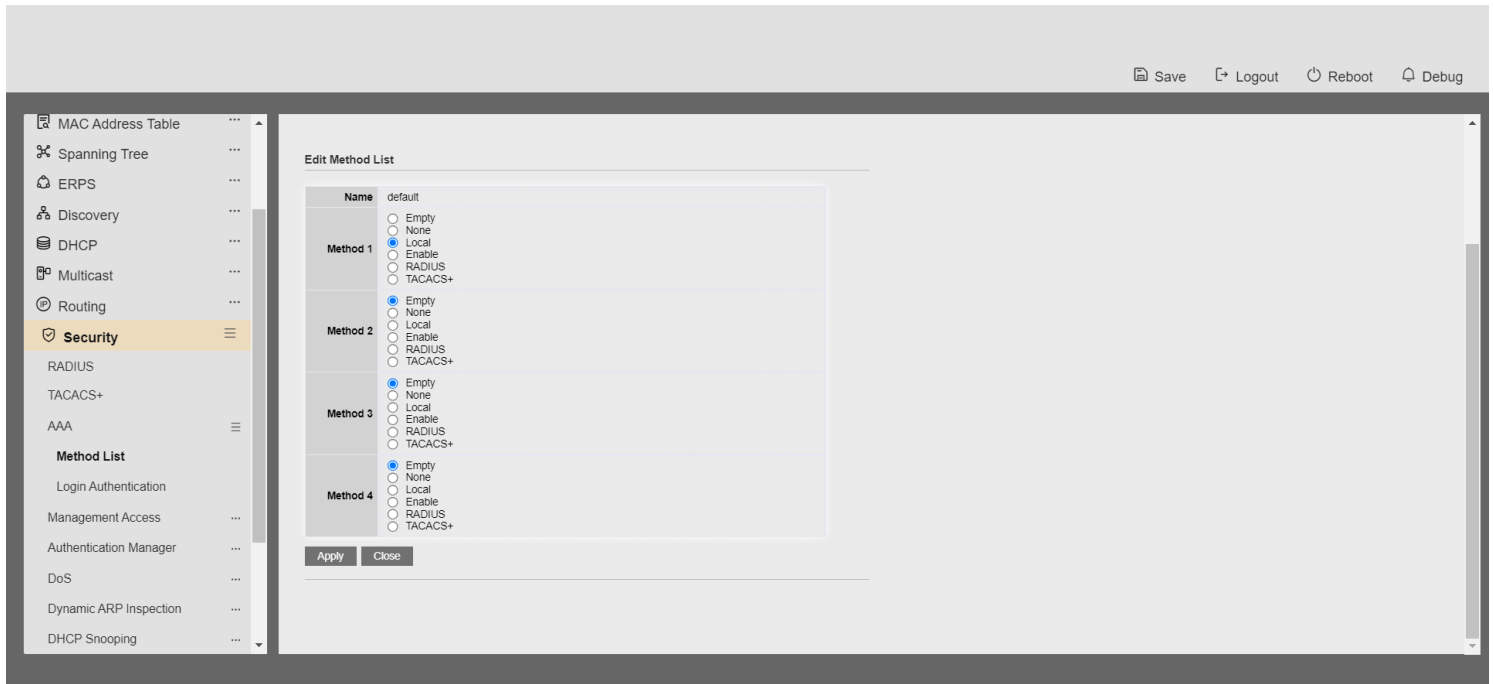 Save Logout Reboot Debug
MAC Address Table
Spanning Tree
ERPS
Discovery
DHCP
Multicast
Routing
Security
RADIUS
TACACS+
AAA
Method List
Login Authentication
Management Access
Authentication Manager
DoS
Dynamic ARP Inspection
DHCP Snooping
Edit Method List
Name default
Method 1
Empty
None
Local
Enable
RADIUS
TACACS+
Method 2
Empty
None
Local
Enable
RADIUS
TACACS+
Method 3
Empty
None
Local
Enable
RADIUS
TACACS+
Method 4
Empty
None
Local
Enable
RADIUS
TACACS+
Apply Close